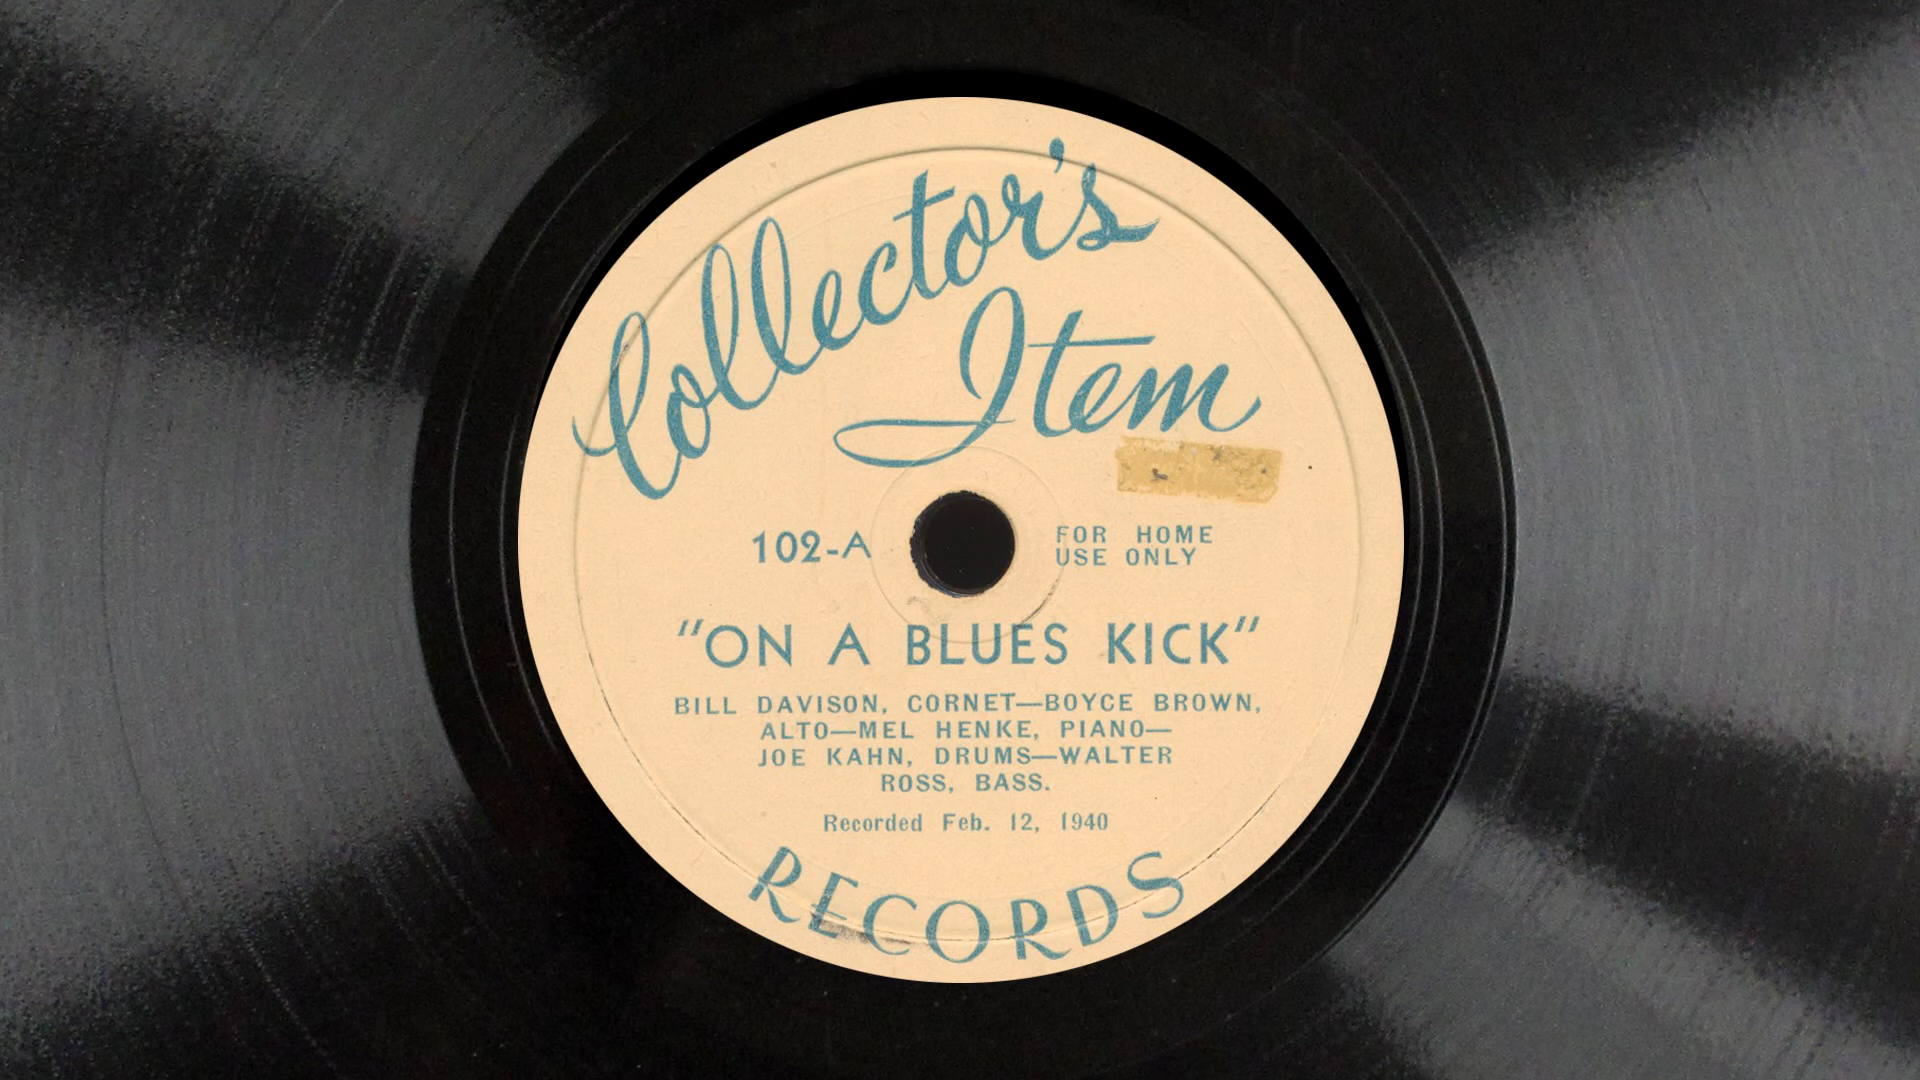 Collector's
Item
102-A
FOR HOME
USE ONLY
"ON A BLUES KICK"
BILL DAVISON, CORNET—BOYCE BROWN,
ALTO—MEL HENKE, PIANO—
JOE KAHN, DRUMS—WALTER
ROSS, BASS.
Recorded Feb. 12, 1940
RECORDS